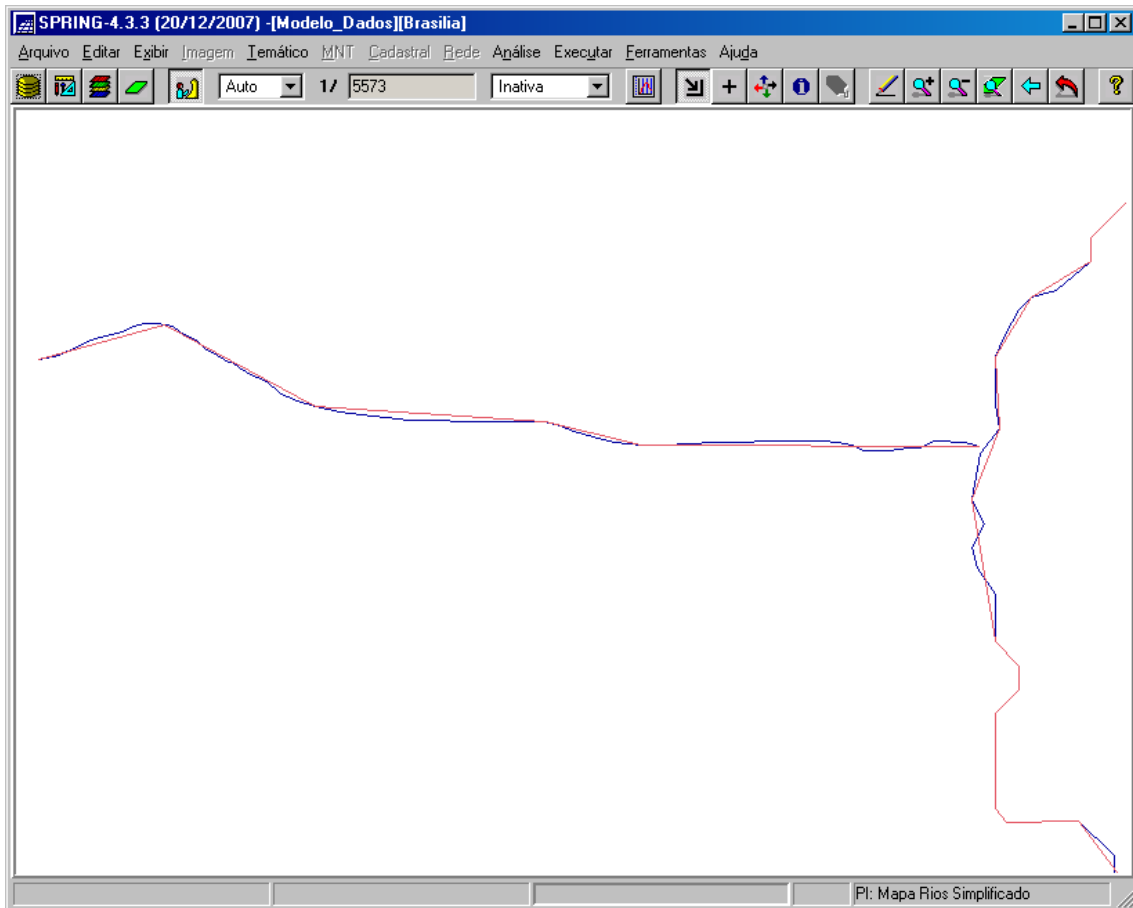 SPRING-4.3.3 (20/12/2007) -[Modelo_Dados][Brasilia]
Arquivo Editar Exibir Imagem Temático MNT Cadastral Rede Análise Executar Ferramentas Ajuda
Auto 1/ 5573 Inativa
PI: Mapa Rios Simplificado